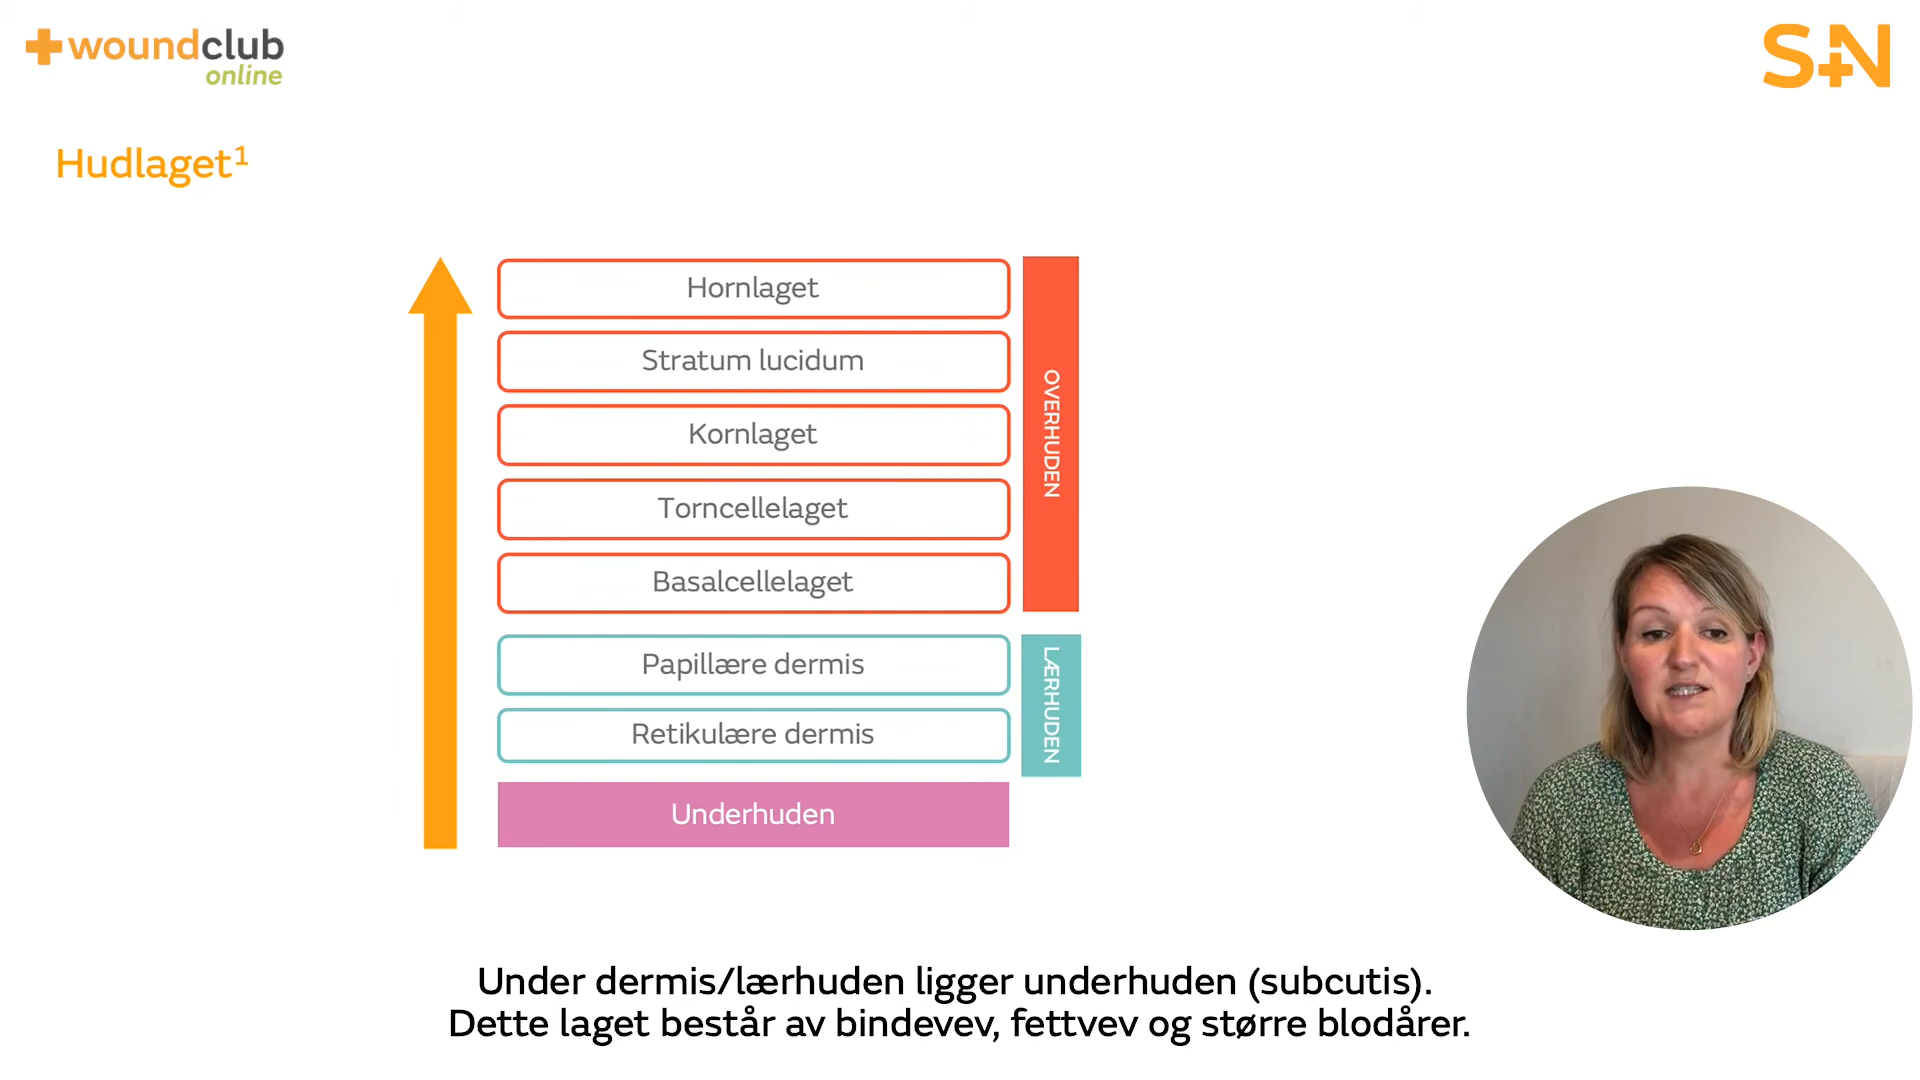 woundclub
online
S+N
Hudlaget¹
Hornlaget
Stratum lucidum
Kornlaget
Torncellelaget
Basalcellelaget
OVERHUDEN
Papillære dermis
Retikulære dermis
LÆRHUDEN
Underhuden
Under dermis/lærhuden ligger underhuden (subcutis).
Dette laget består av bindevev, fettvev og større blodårer.